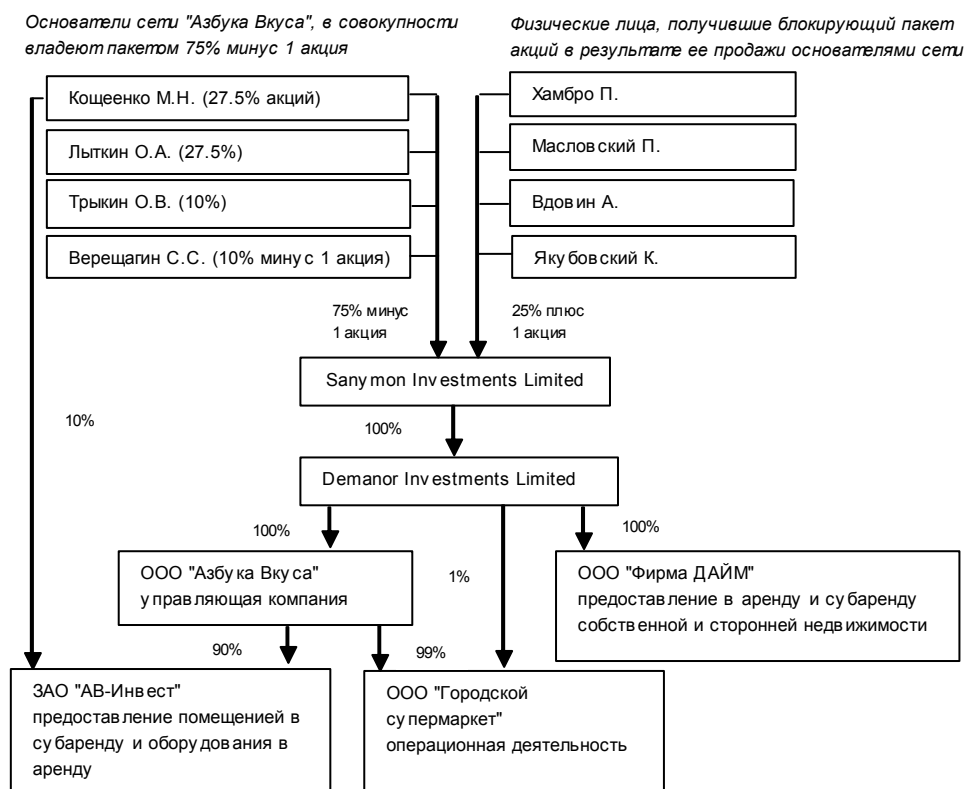 Основатели сети "Азбука Вкуса", в совокупности
владеют пакетом 75% минус 1 акция
Физические лица, получившие блокирующий пакет
акций в результате ее продажи основателями сети
Кощеенко М.Н. (27.5% акций)
Лыткин О.А. (27.5%)
Трыкин О.В. (10%)
Верещагин С.С. (10% минус 1 акция)
Хамбро П.
Масловский П.
Вдовин А.
Якубовский К.
75% минус
1 акция
25% плюс
1 акция
Sanymon Investments Limited
10%
100%
Demanor Investments Limited
100%
1%
100%
ООО "Азбука Вкуса"
управляющая компания
ООО "Фирма ДАЙМ"
предоставление в аренду и субаренду
собственной и сторонней недвижимости
90%
99%
ЗАО "АВ-Инвест"
предоставление помещенией в
субаренду и оборудования в
аренду
ООО "Городской
супермаркет"
операционная деятельность